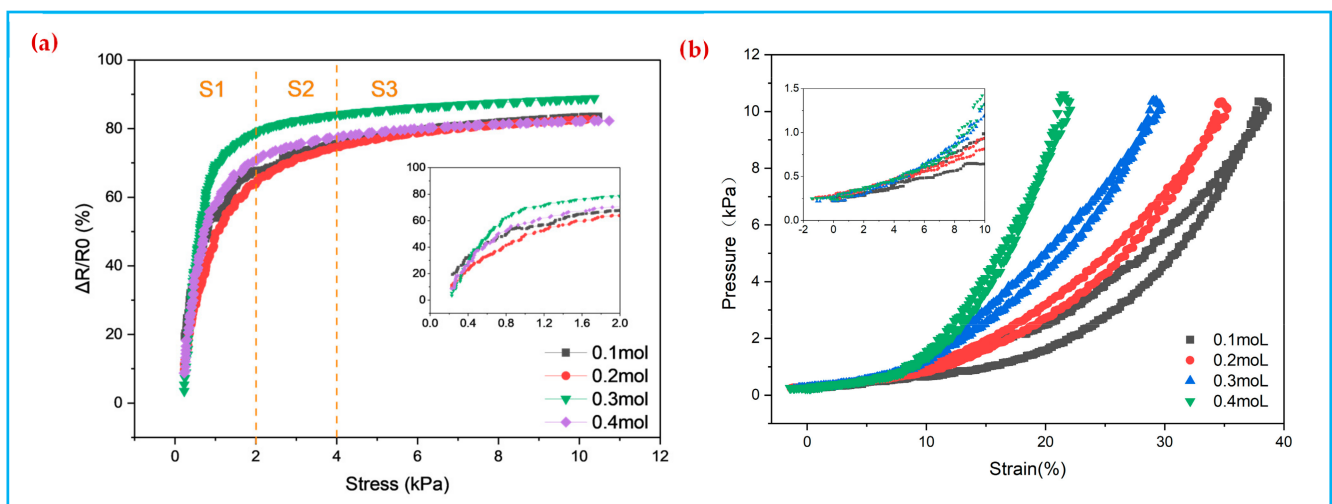 (a)
100
80
60
40
20
0
ΔR/R0 (%)
S1 S2 S3
100
80
60
40
20
0
0.0 0.4 0.8 1.2 1.6 2.0
0.1mol
0.2mol
0.3mol
0.4mol
0 2 4 6 8 10 12
Stress (kPa)
(b)
12
10
8
6
4
2
0
Pressure（kPa）
1.5
1.0
0.5
0.0
-2 0 2 4 6 8 10
0.1moL
0.2moL
0.3moL
0.4moL
0 10 20 30 40
Strain(%)